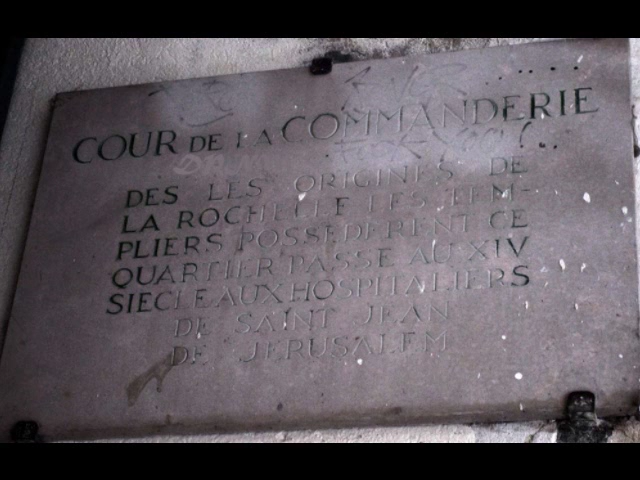 COUR DE LA COMMANDERIE
DES LES ORIGINES DE
LA ROCHELLE LES TEM-
PLIERS POSSEDERENT CE
QUARTIER PASSE AU XIV
SIECLE AUX HOSPITALIERS
DE SAINT JEAN
DE JERUSALEM